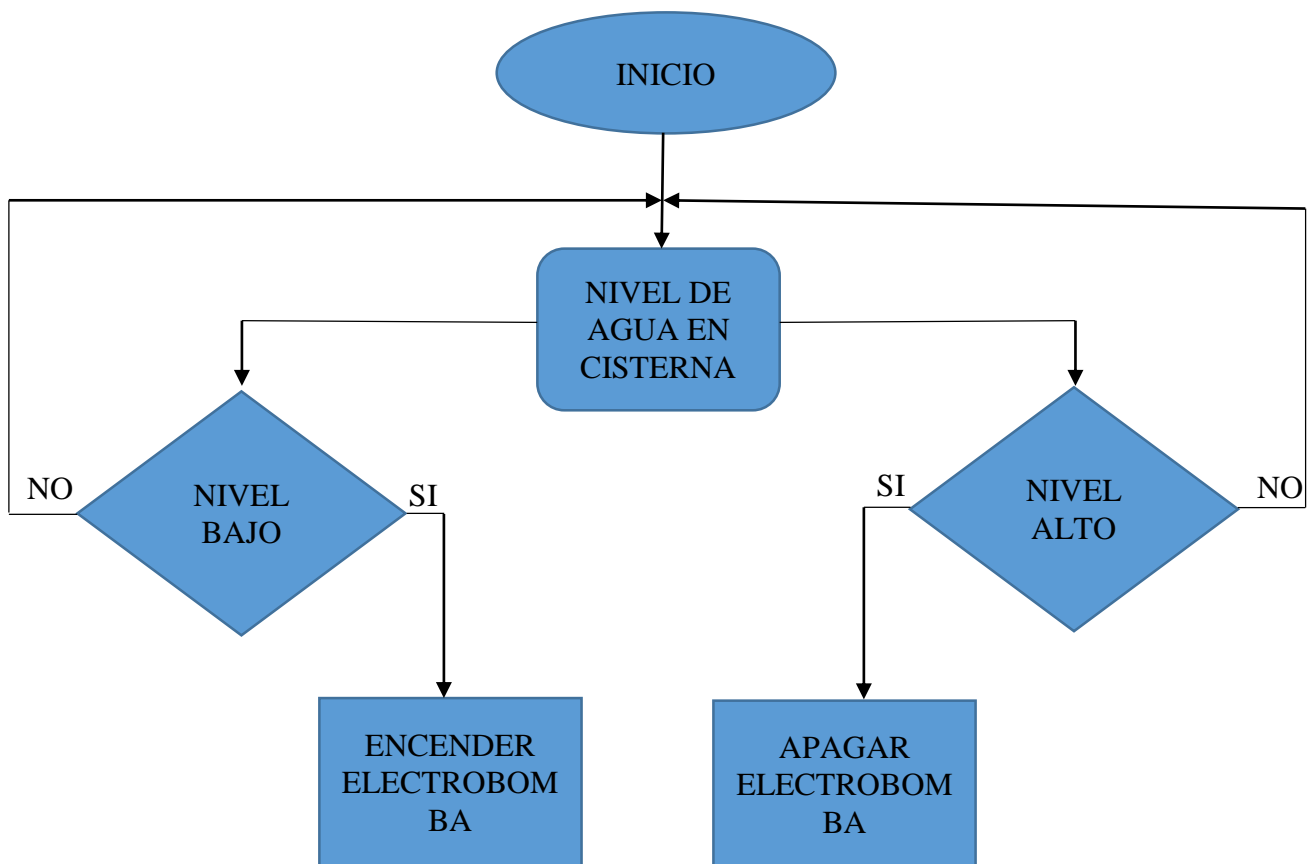 INICIO
NIVEL DE
AGUA EN
CISTERNA
NO
NIVEL
BAJO
SI
SI
NIVEL
ALTO
NO
ENCENDER
ELECTROBOM
BA
APAGAR
ELECTROBOM
BA